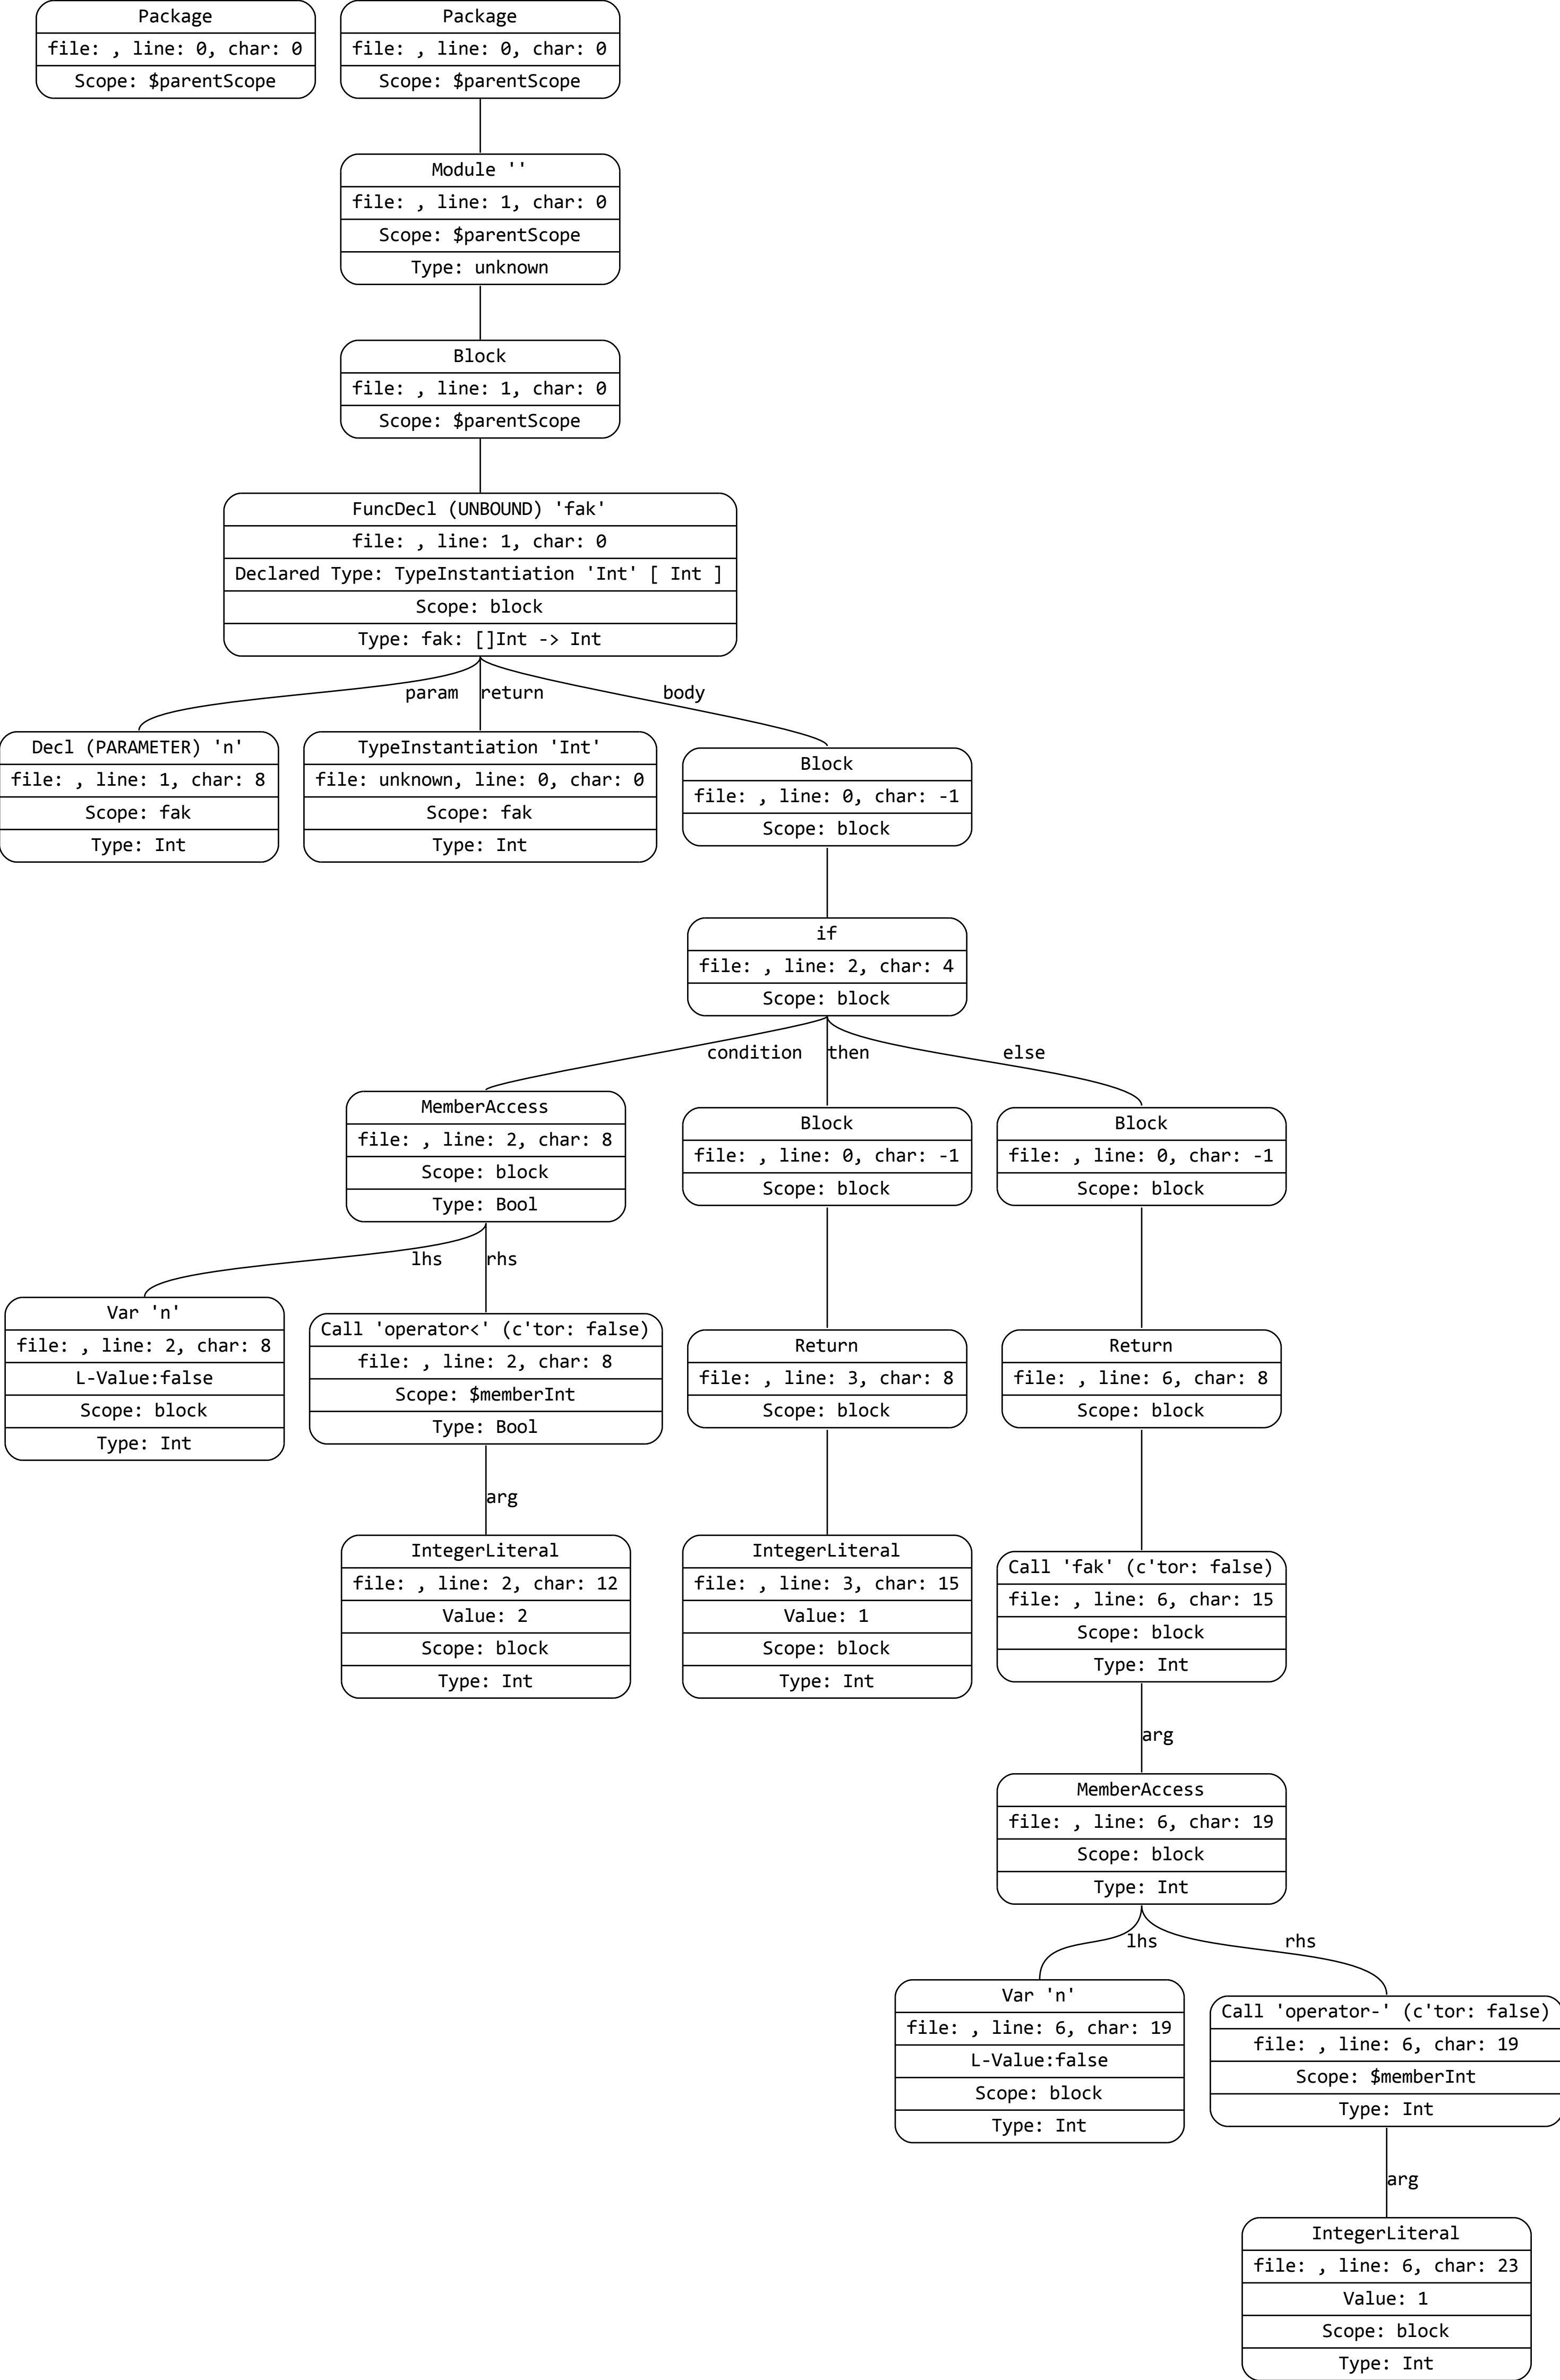 Package
file: , line: 0, char: 0
Scope: $parentScope
Package
file: , line: 0, char: 0
Scope: $parentScope
Module ''
file: , line: 1, char: 0
Scope: $parentScope
Type: unknown
Block
file: , line: 1, char: 0
Scope: $parentScope
FuncDecl (UNBOUND) 'fak'
file: , line: 1, char: 0
Declared Type: TypeInstantiation 'Int' [ Int ]
Scope: block
Type: fak: []Int -> Int
param
return
body
Decl (PARAMETER) 'n'
file: , line: 1, char: 8
Scope: fak
Type: Int
TypeInstantiation 'Int'
file: unknown, line: 0, char: 0
Scope: fak
Type: Int
Block
file: , line: 0, char: -1
Scope: block
if
file: , line: 2, char: 4
Scope: block
condition
then
else
MemberAccess
file: , line: 2, char: 8
Scope: block
Type: Bool
Block
file: , line: 0, char: -1
Scope: block
Block
file: , line: 0, char: -1
Scope: block
lhs
rhs
Var 'n'
file: , line: 2, char: 8
L-Value:false
Scope: block
Type: Int
Call 'operator<' (c'tor: false)
file: , line: 2, char: 8
Scope: $memberInt
Type: Bool
Return
file: , line: 3, char: 8
Scope: block
Return
file: , line: 6, char: 8
Scope: block
arg
IntegerLiteral
file: , line: 2, char: 12
Value: 2
Scope: block
Type: Int
IntegerLiteral
file: , line: 3, char: 15
Value: 1
Scope: block
Type: Int
Call 'fak' (c'tor: false)
file: , line: 6, char: 15
Scope: block
Type: Int
arg
MemberAccess
file: , line: 6, char: 19
Scope: block
Type: Int
lhs
rhs
Var 'n'
file: , line: 6, char: 19
L-Value:false
Scope: block
Type: Int
Call 'operator-' (c'tor: false)
file: , line: 6, char: 19
Scope: $memberInt
Type: Int
arg
IntegerLiteral
file: , line: 6, char: 23
Value: 1
Scope: block
Type: Int